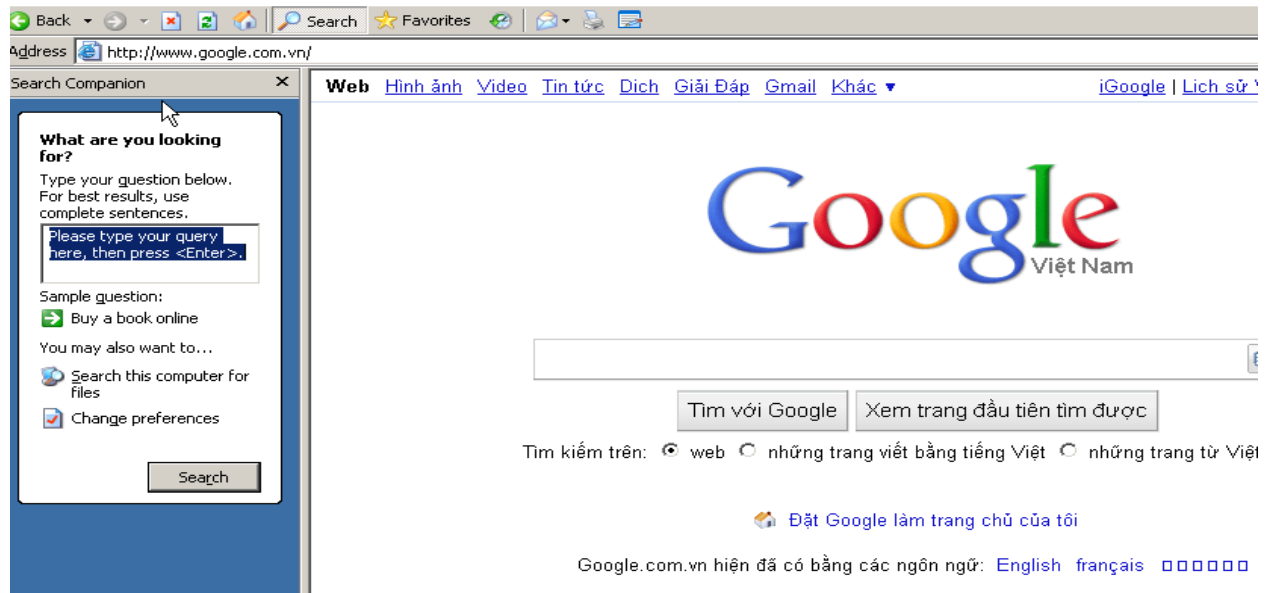 Back Search Favorites
Address http://www.google.com.vn/
Search Companion
What are you looking
for?
Type your question below.
For best results, use
complete sentences.
Please type your query
here, then press <Enter>.
Sample question:
Buy a book online
You may also want to...
Search this computer for
files
Change preferences
Search
Web Hình ảnh Video Tin tức Dịch Giải Đáp Gmail Khác ▼ iGoogle | Lịch sử
Google
Việt Nam
Tìm với Google Xem trang đầu tiên tìm được
Tìm kiếm trên: web những trang viết bằng tiếng Việt những trang từ Việt
Đặt Google làm trang chủ của tôi
Google.com.vn hiện đã có bằng các ngôn ngữ: English français